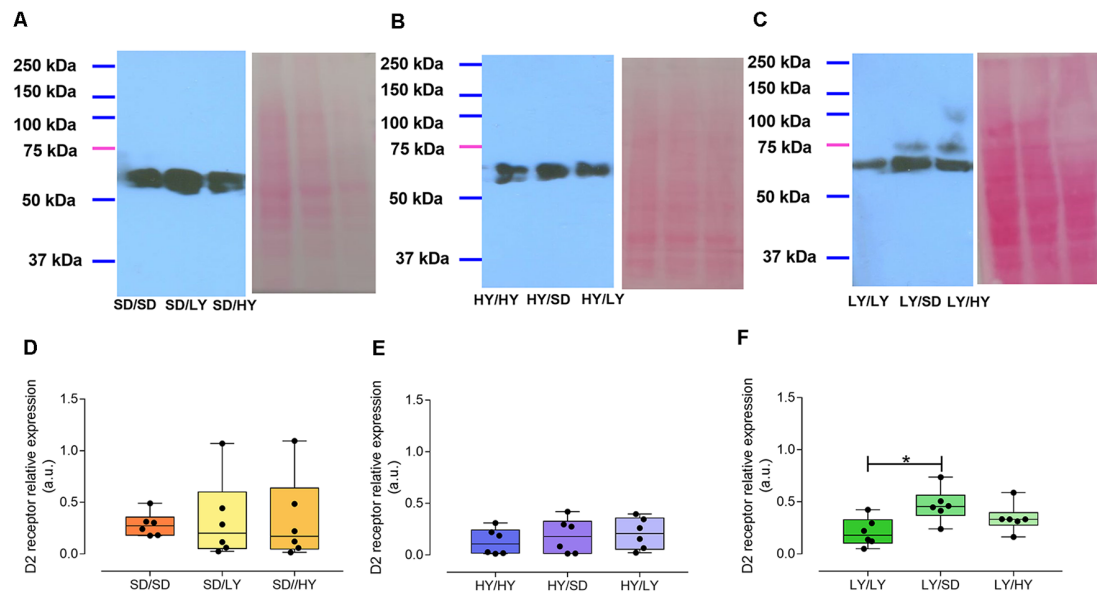 A
250 kDa
150 kDa
100 kDa
75 kDa
50 kDa
37 kDa
SD/SD SD/LY SD/HY
B
250 kDa
150 kDa
100 kDa
75 kDa
50 kDa
37 kDa
HY/HY HY/SD HY/LY
C
250 kDa
150 kDa
100 kDa
75 kDa
50 kDa
37 kDa
LY/LY LY/SD LY/HY
D
D2 receptor relative expression
(a.u.)
1.5
1.0
0.5
0.0
SD/SD SD/LY SD//HY
E
D2 receptor relative expression
(a.u.)
1.5
1.0
0.5
0.0
HY/HY HY/SD HY/LY
F
D2 receptor relative expression
(a.u.)
1.5
1.0
0.5
0.0
*
LY/LY LY/SD LY/HY